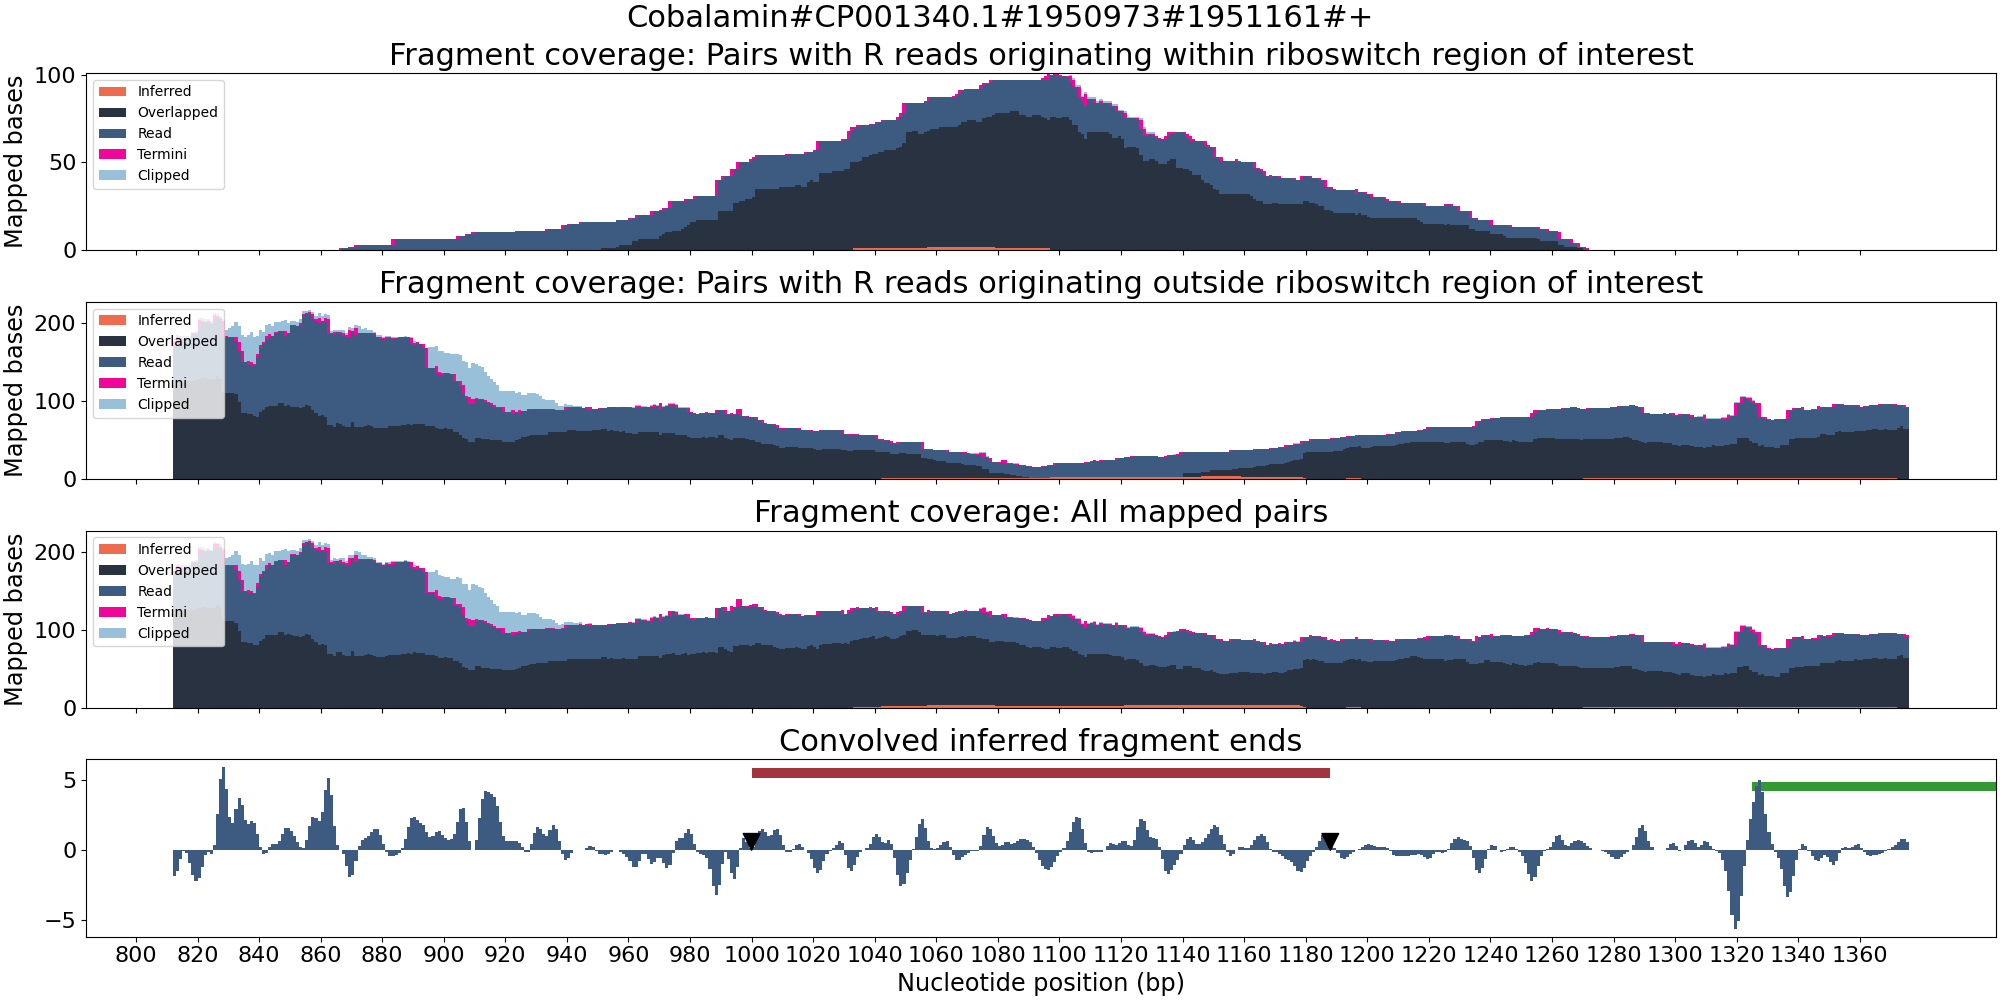 Cobalamin#CP001340.1#1950973#1951161#+
Fragment coverage: Pairs with R reads originating within riboswitch region of interest
Mapped bases
100
50
0
Inferred
Overlapped
Read
Termini
Clipped
Fragment coverage: Pairs with R reads originating outside riboswitch region of interest
Mapped bases
200
100
0
Inferred
Overlapped
Read
Termini
Clipped
Fragment coverage: All mapped pairs
Mapped bases
200
100
0
Inferred
Overlapped
Read
Termini
Clipped
Convolved inferred fragment ends
5
0
−5
800 820 840 860 880 900 920 940 960 980 1000 1020 1040 1060 1080 1100 1120 1140 1160 1180 1200 1220 1240 1260 1280 1300 1320 1340 1360
Nucleotide position (bp)